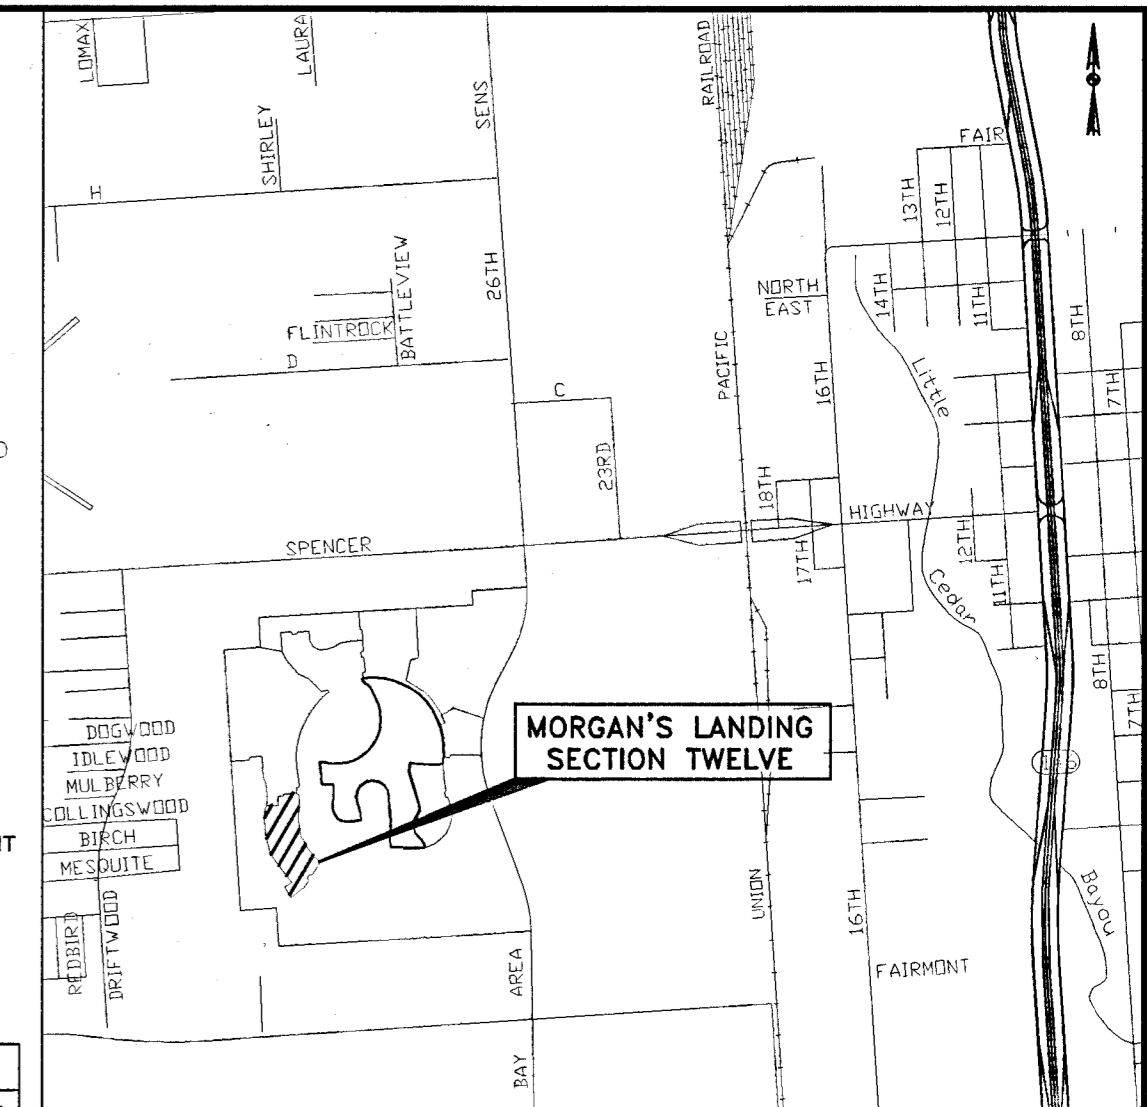 LOMAX
LAURA
SENS
RAILROAD
SHIRLEY
FAIR
H
13TH
12TH
BATTLEVIEW
26TH
NORTH
EAST
14TH
11TH
8TH
FLINTROCK
D
PACIFIC
16TH
Little
7TH
C
23RD
18TH
HIGHWAY
SPENCER
17TH
12TH
11TH
Cedar
8TH
7TH
DOGWOOD
IDLEWOOD
MULBERRY
COLLINGSWOOD
BIRCH
MESQUITE
MORGAN'S LANDING
SECTION TWELVE
REDBIRD
DRIFTWOOD
UNION
16TH
Bayou
AREA
FAIRMONT
BAY